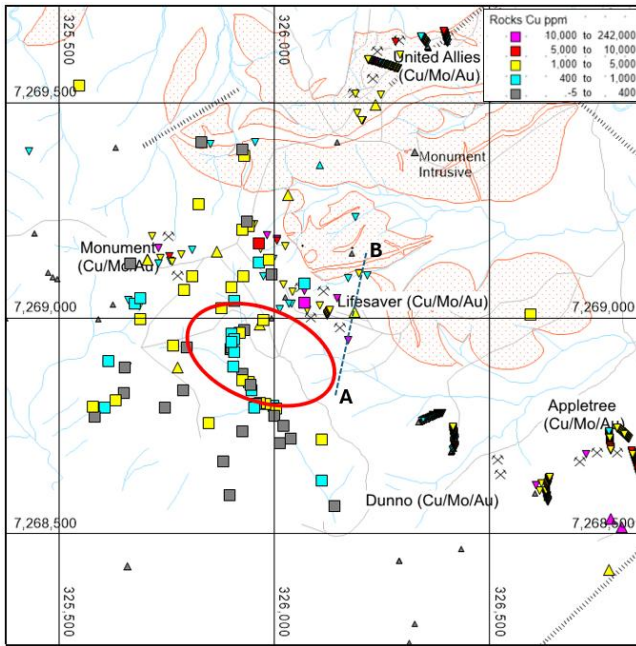 Rocks Cu ppm
10,000 to 242,000
5,000 to 10,000
1,000 to 5,000
400 to 1,000
-5 to 400
325,500
326,000
United Allies
(Cu/Mo/Au)
7,269,500
7,269,500
Monument
Intrusive
Monument
(Cu/Mo/Au)
B
Lifesaver (Cu/Mo/Au)
7,269,000
7,269,000
A
Appletree
(Cu/Mo/Au)
Dunno (Cu/Mo/Au)
7,268,500
7,268,500
325,500
326,000
326,500